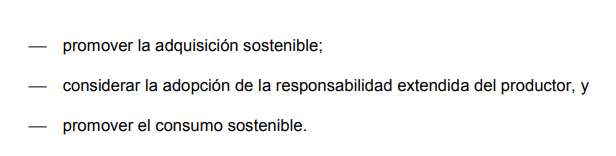 — promover la adquisición sostenible;
— considerar la adopción de la responsabilidad extendida del productor, y
— promover el consumo sostenible.